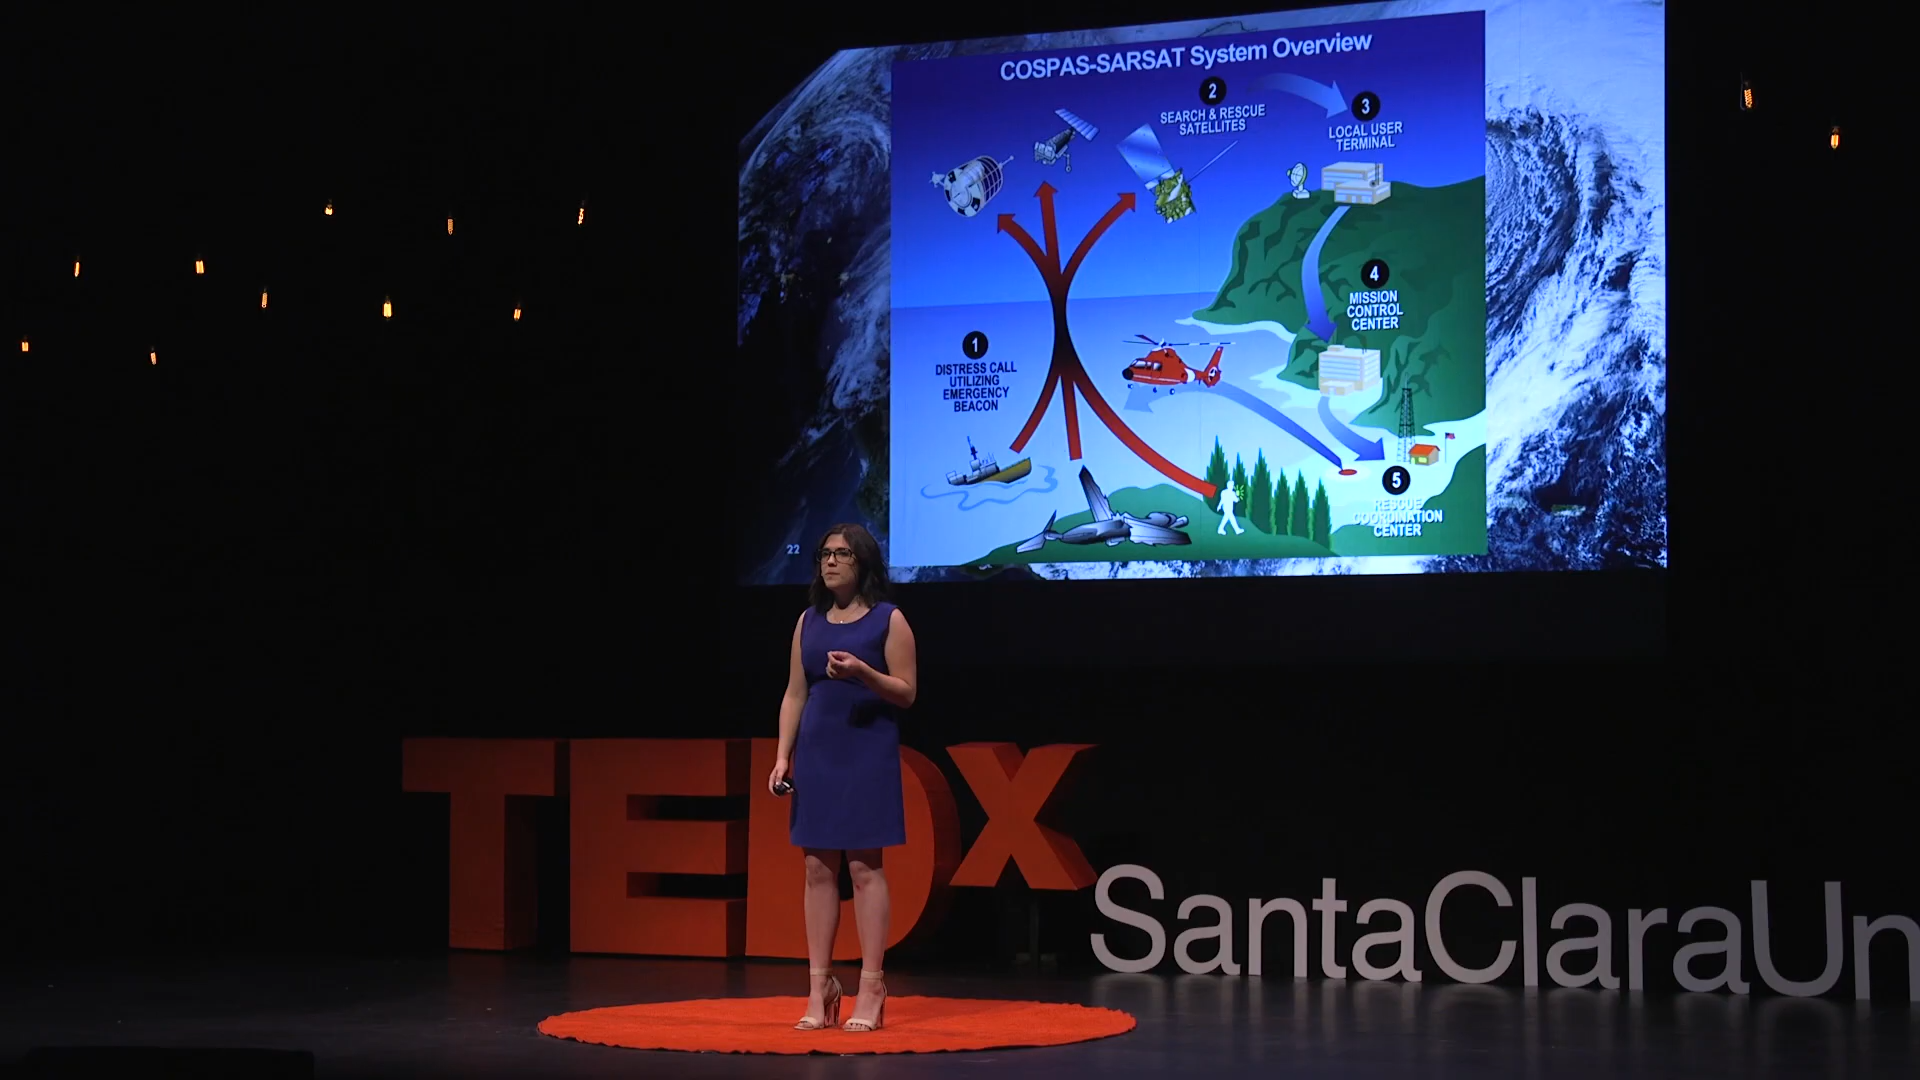 COSPAS-SARSAT System Overview
2
SEARCH & RESCUE
SATELLITES
3
LOCAL USER
TERMINAL
4
MISSION
CONTROL
CENTER
1
DISTRESS CALL
UTILIZING
EMERGENCY
BEACON
5
RESCUE
COORDINATION
CENTER
22
TEDx
SantaClaraUn